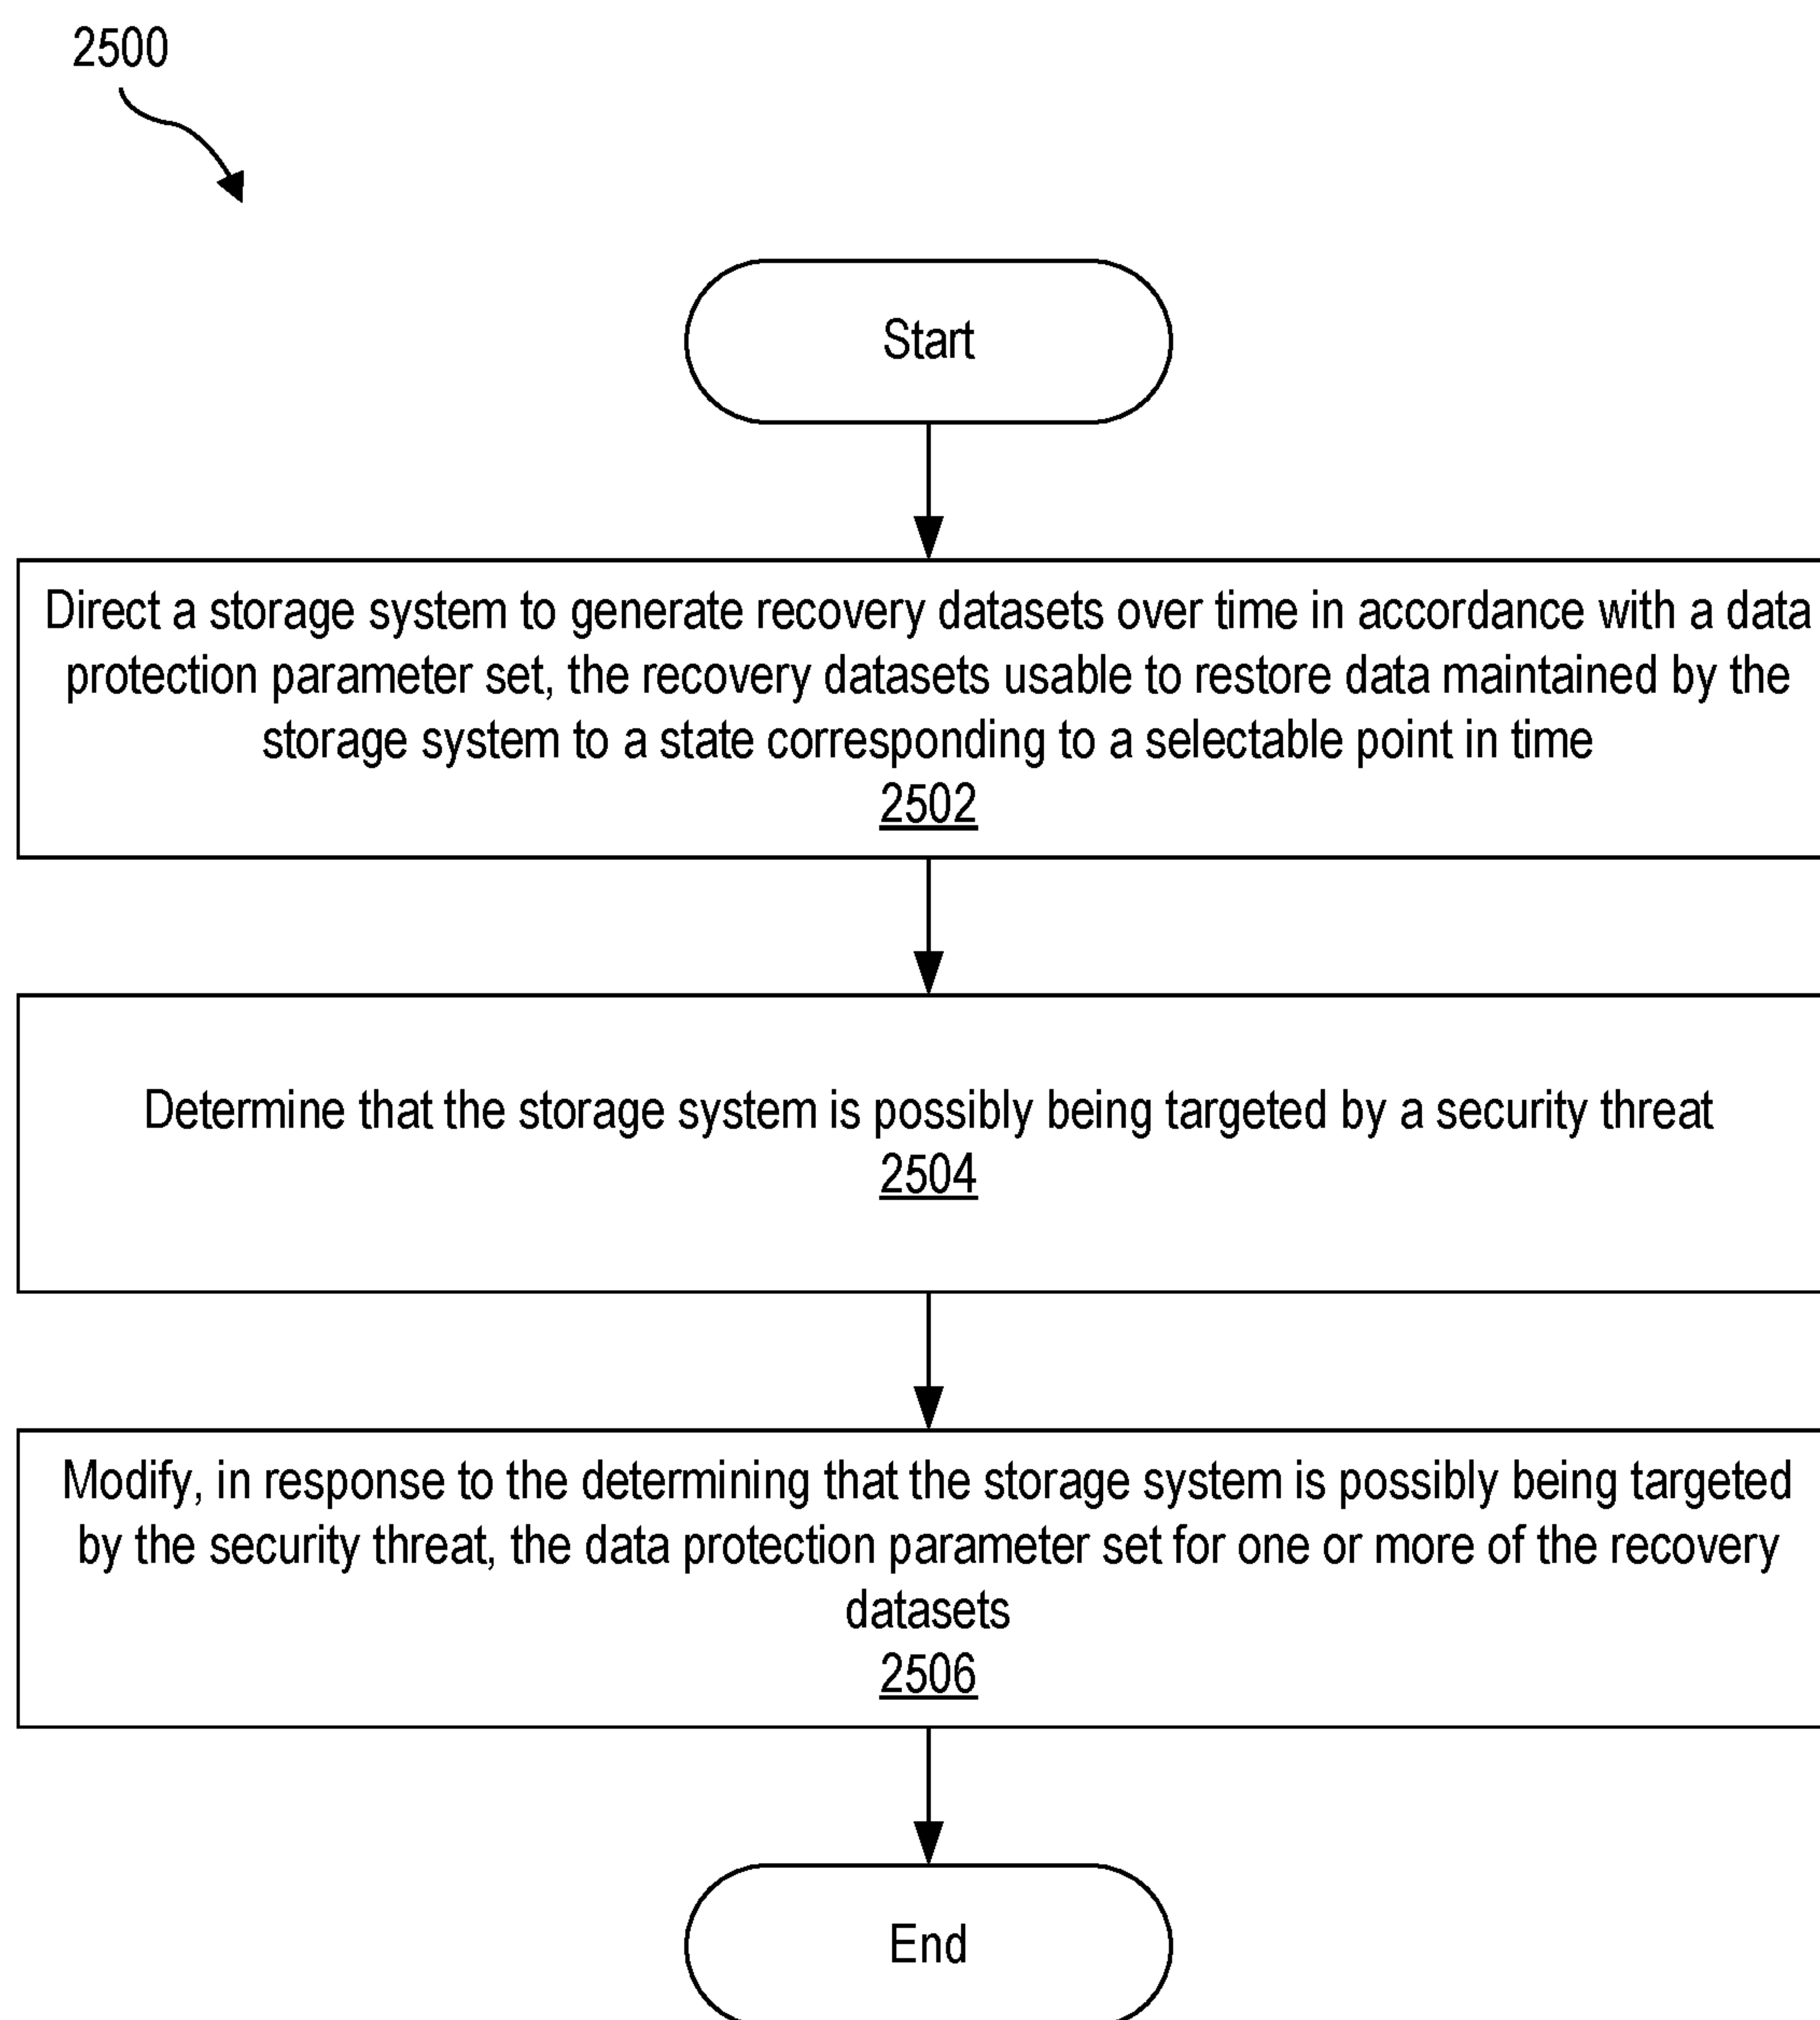 2500
Start
Direct a storage system to generate recovery datasets over time in accordance with a data
protection parameter set, the recovery datasets usable to restore data maintained by the
storage system to a state corresponding to a selectable point in time
2502
Determine that the storage system is possibly being targeted by a security threat
2504
Modify, in response to the determining that the storage system is possibly being targeted
by the security threat, the data protection parameter set for one or more of the recovery
datasets
2506
End